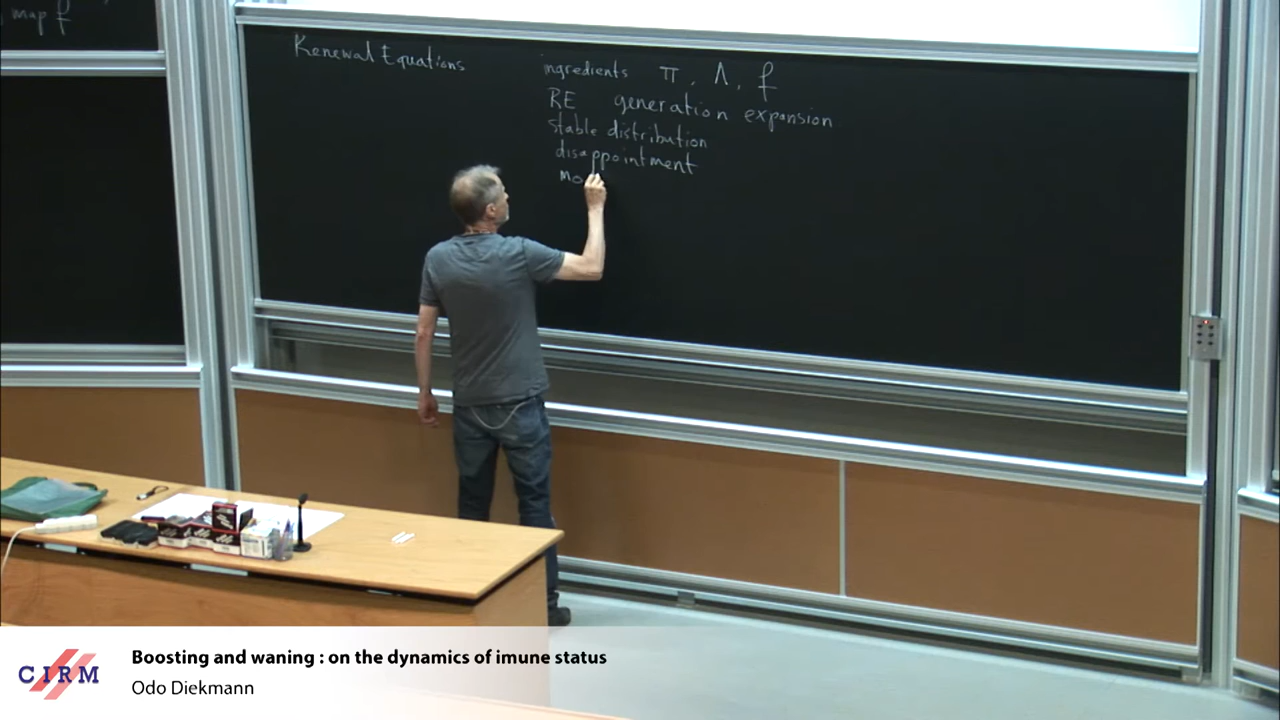 map f
Renewal Equations
ingredients π, Λ, f
RE generation expansion
stable distribution
disappointment
mo
CIRM
Boosting and waning : on the dynamics of imune status
Odo Diekmann